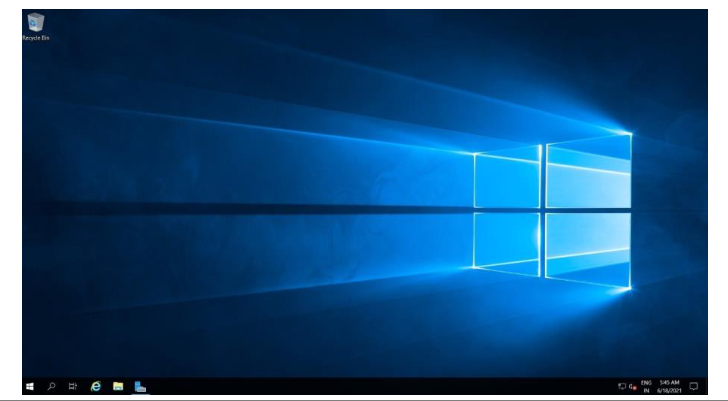 Recycle Bin
ENG
IN
5:45 AM
6/18/2021